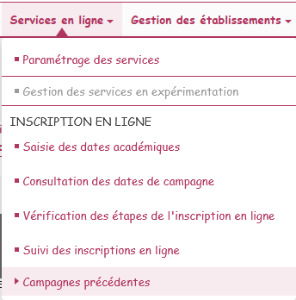 Services en ligne Gestion des établissements
Paramétrage des services
Gestion des services en expérimentation
INSCRIPTION EN LIGNE
Saisie des dates académiques
Consultation des dates de campagne
Vérification des étapes de l'inscription en ligne
Suivi des inscriptions en ligne
Campagnes précédentes